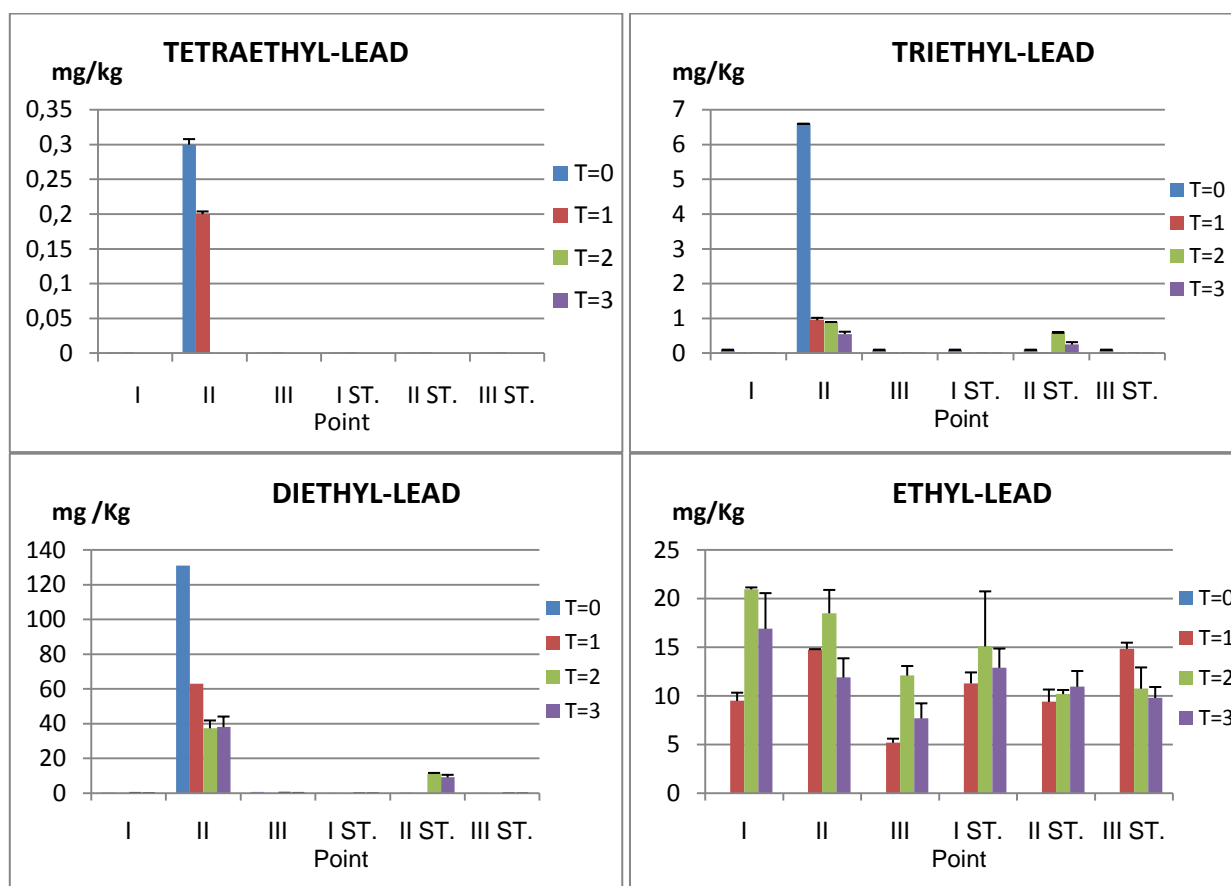 TETRAETHYL-LEAD
mg/kg
0,35
0,3
0,25
0,2
0,15
0,1
0,05
0
I II III I ST. II ST. III ST.
Point
T=0
T=1
T=2
T=3
TRIETHYL-LEAD
mg/Kg
7
6
5
4
3
2
1
0
I II III I ST. II ST. III ST.
Point
T=0
T=1
T=2
T=3
DIETHYL-LEAD
mg /Kg
140
120
100
80
60
40
20
0
I II III I ST. II ST. III ST.
Point
T=0
T=1
T=2
T=3
ETHYL-LEAD
mg/Kg
25
20
15
10
5
0
I II III I ST. II ST. III ST.
Point
T=0
T=1
T=2
T=3